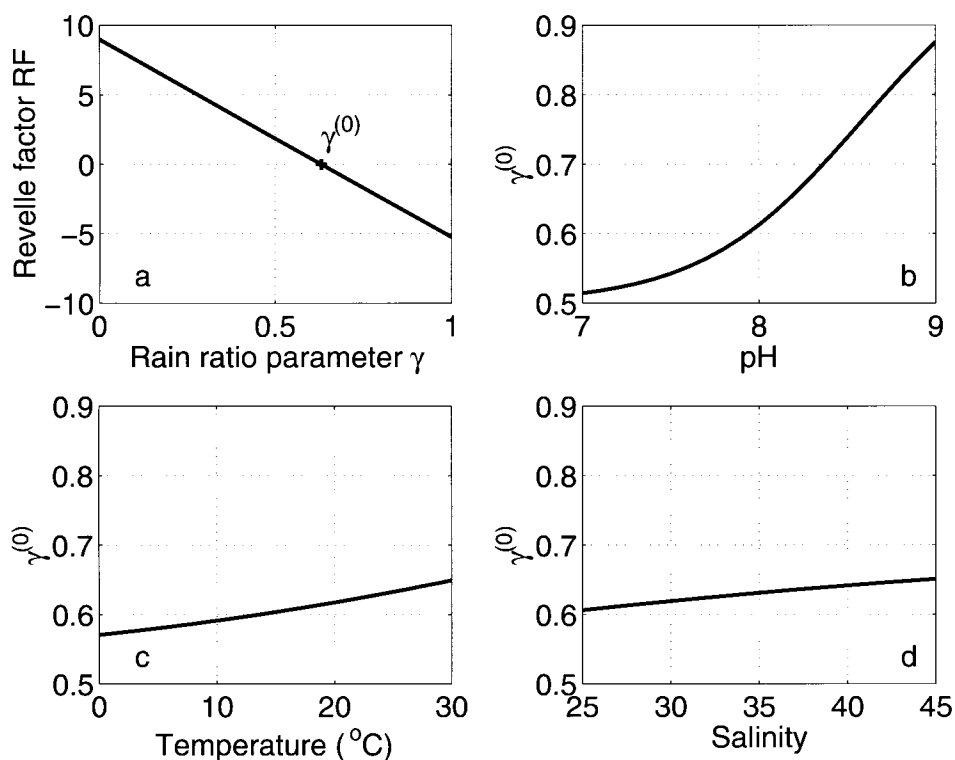 10
5
0
−5
−10
Revelle factor RF
γ(0)
a
0
0.5
1
Rain ratio parameter γ
0.9
0.8
0.7
0.6
0.5
γ(0)
b
7
8
9
pH
0.9
0.8
0.7
0.6
0.5
γ(0)
c
0
10
20
30
Temperature (°C)
0.9
0.8
0.7
0.6
0.5
γ(0)
d
25
30
35
40
45
Salinity